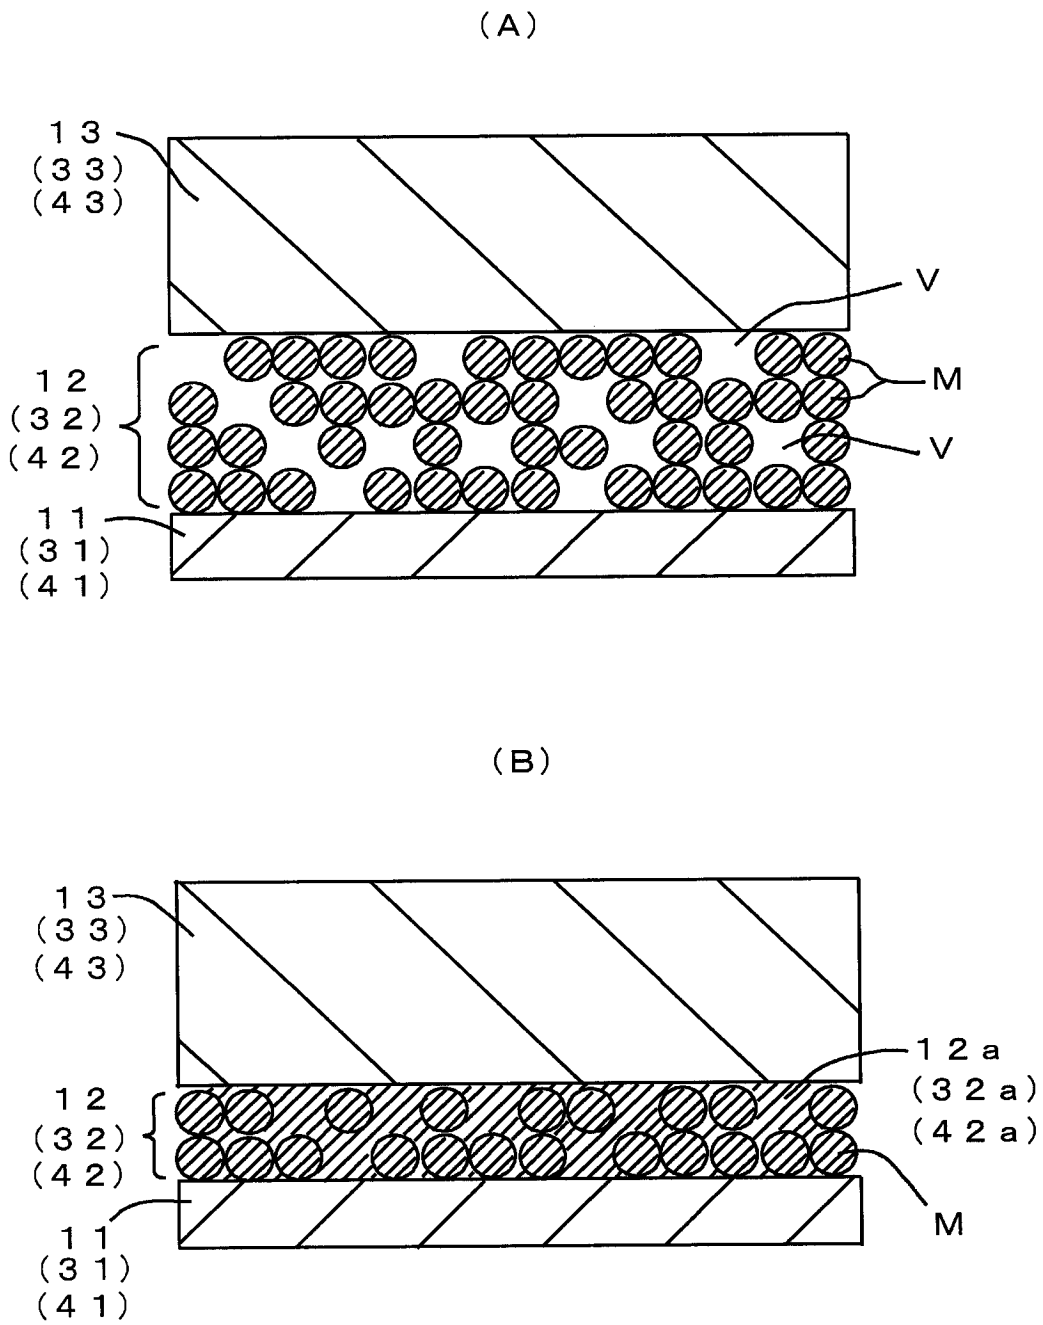 (A)
13
(33)
(43)
V
12
(32)
(42)
M
V
11
(31)
(41)
(B)
13
(33)
(43)
12a
(32a)
(42a)
12
(32)
(42)
M
11
(31)
(41)